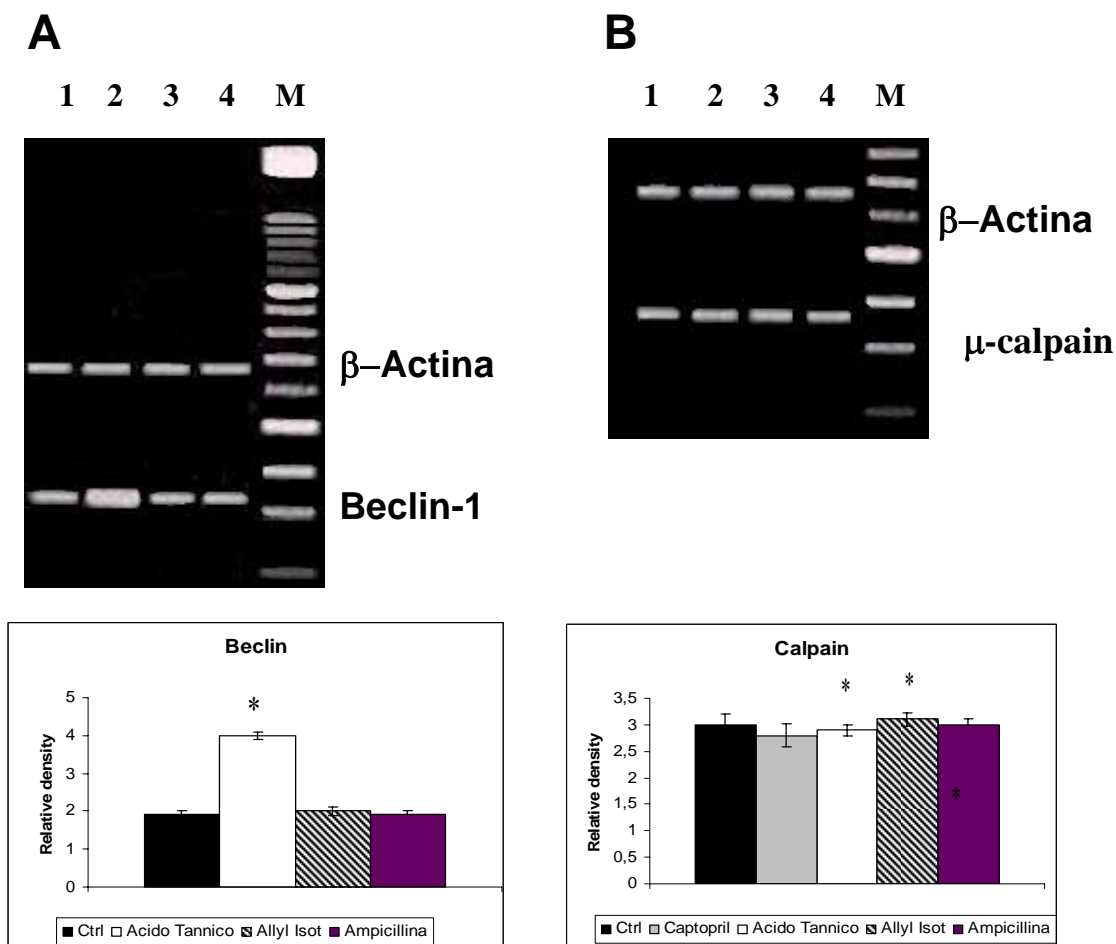 A
B
1 2 3 4 M
1 2 3 4 M
β–Actina
Beclin-1
β–Actina
μ-calpain
Beclin
Relative density
5
4
3
2
1
0
*
Ctrl Acido Tannico Allyl Isot Ampicillina
Calpain
Relative density
3,5
3
2,5
2
1,5
1
0,5
0
* *
*
Ctrl Captopril Acido Tannico Allyl Isot Ampicillina